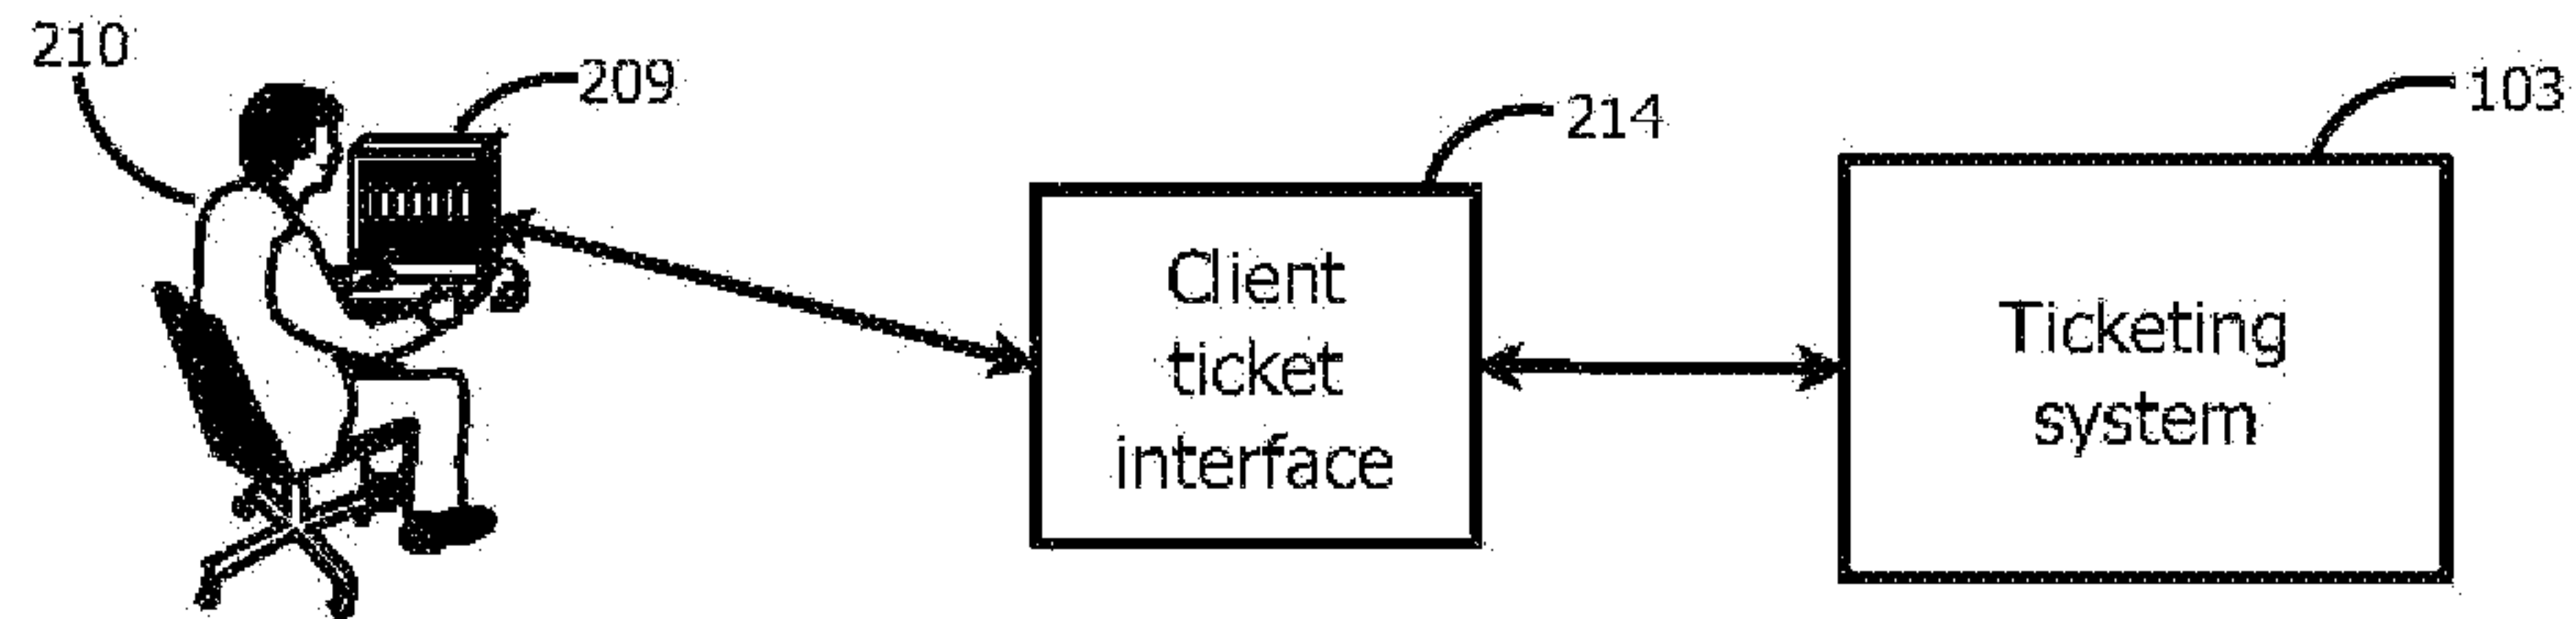 210
209
214
103
Client
ticket
interface
Ticketing
system